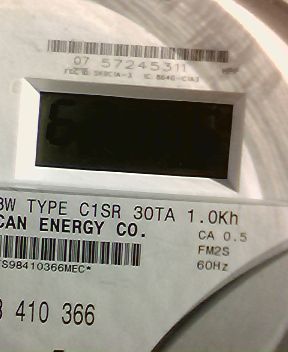 07 57245311
3W TYPE C1SR 30TA 1.0Kh
CAN ENERGY CO.
CA 0.5
FM2S
60Hz
S98410366MEC*
410 366